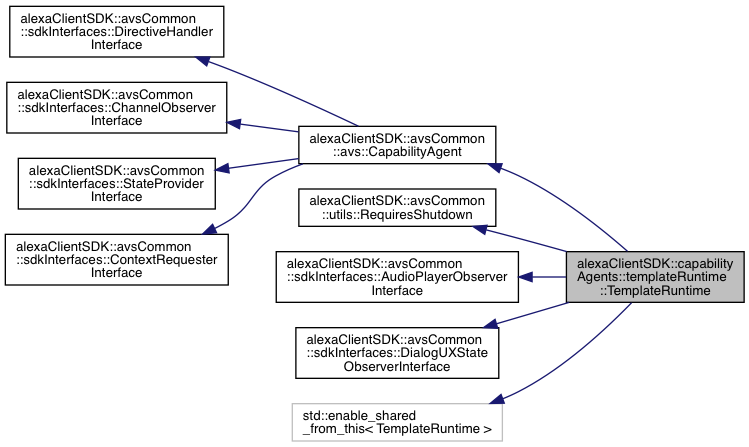 alexaClientSDK::avsCommon
::sdkInterfaces::DirectiveHandler
Interface
alexaClientSDK::avsCommon
::sdkInterfaces::ChannelObserver
Interface
alexaClientSDK::avsCommon
::sdkInterfaces::StateProvider
Interface
alexaClientSDK::avsCommon
::sdkInterfaces::ContextRequester
Interface
alexaClientSDK::avsCommon
::avs::CapabilityAgent
alexaClientSDK::avsCommon
::utils::RequiresShutdown
alexaClientSDK::avsCommon
::sdkInterfaces::AudioPlayerObserver
Interface
alexaClientSDK::avsCommon
::sdkInterfaces::DialogUXState
ObserverInterface
std::enable_shared
_from_this< TemplateRuntime >
alexaClientSDK::capability
Agents::templateRuntime
::TemplateRuntime